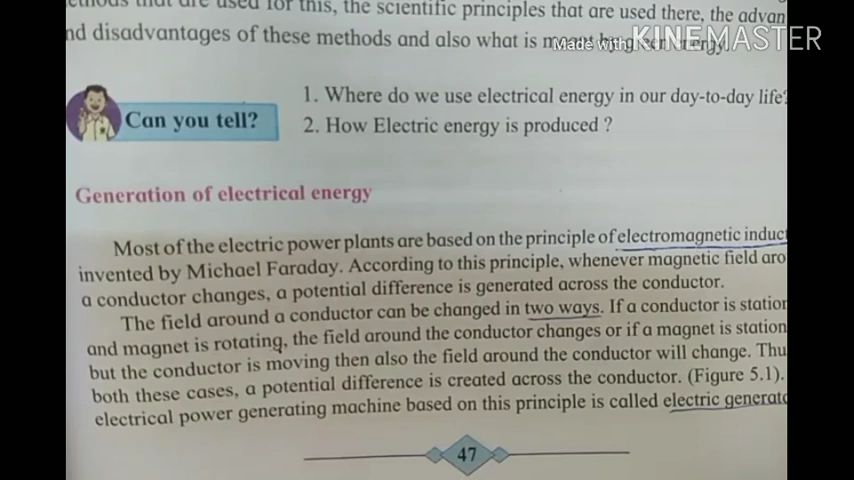 that are used for this, the scientific principles that are used there, the advan
nd disadvantages of these methods and also what is meant by green energy.
Made with KINEMASTER
Can you tell?
1. Where do we use electrical energy in our day-to-day life?
2. How Electric energy is produced ?
Generation of electrical energy
Most of the electric power plants are based on the principle of electromagnetic induct
invented by Michael Faraday. According to this principle, whenever magnetic field aro
a conductor changes, a potential difference is generated across the conductor.
The field around a conductor can be changed in two ways. If a conductor is station
and magnet is rotating, the field around the conductor changes or if a magnet is station
but the conductor is moving then also the field around the conductor will change. Thu
both these cases, a potential difference is created across the conductor. (Figure 5.1).
electrical power generating machine based on this principle is called electric generato
47